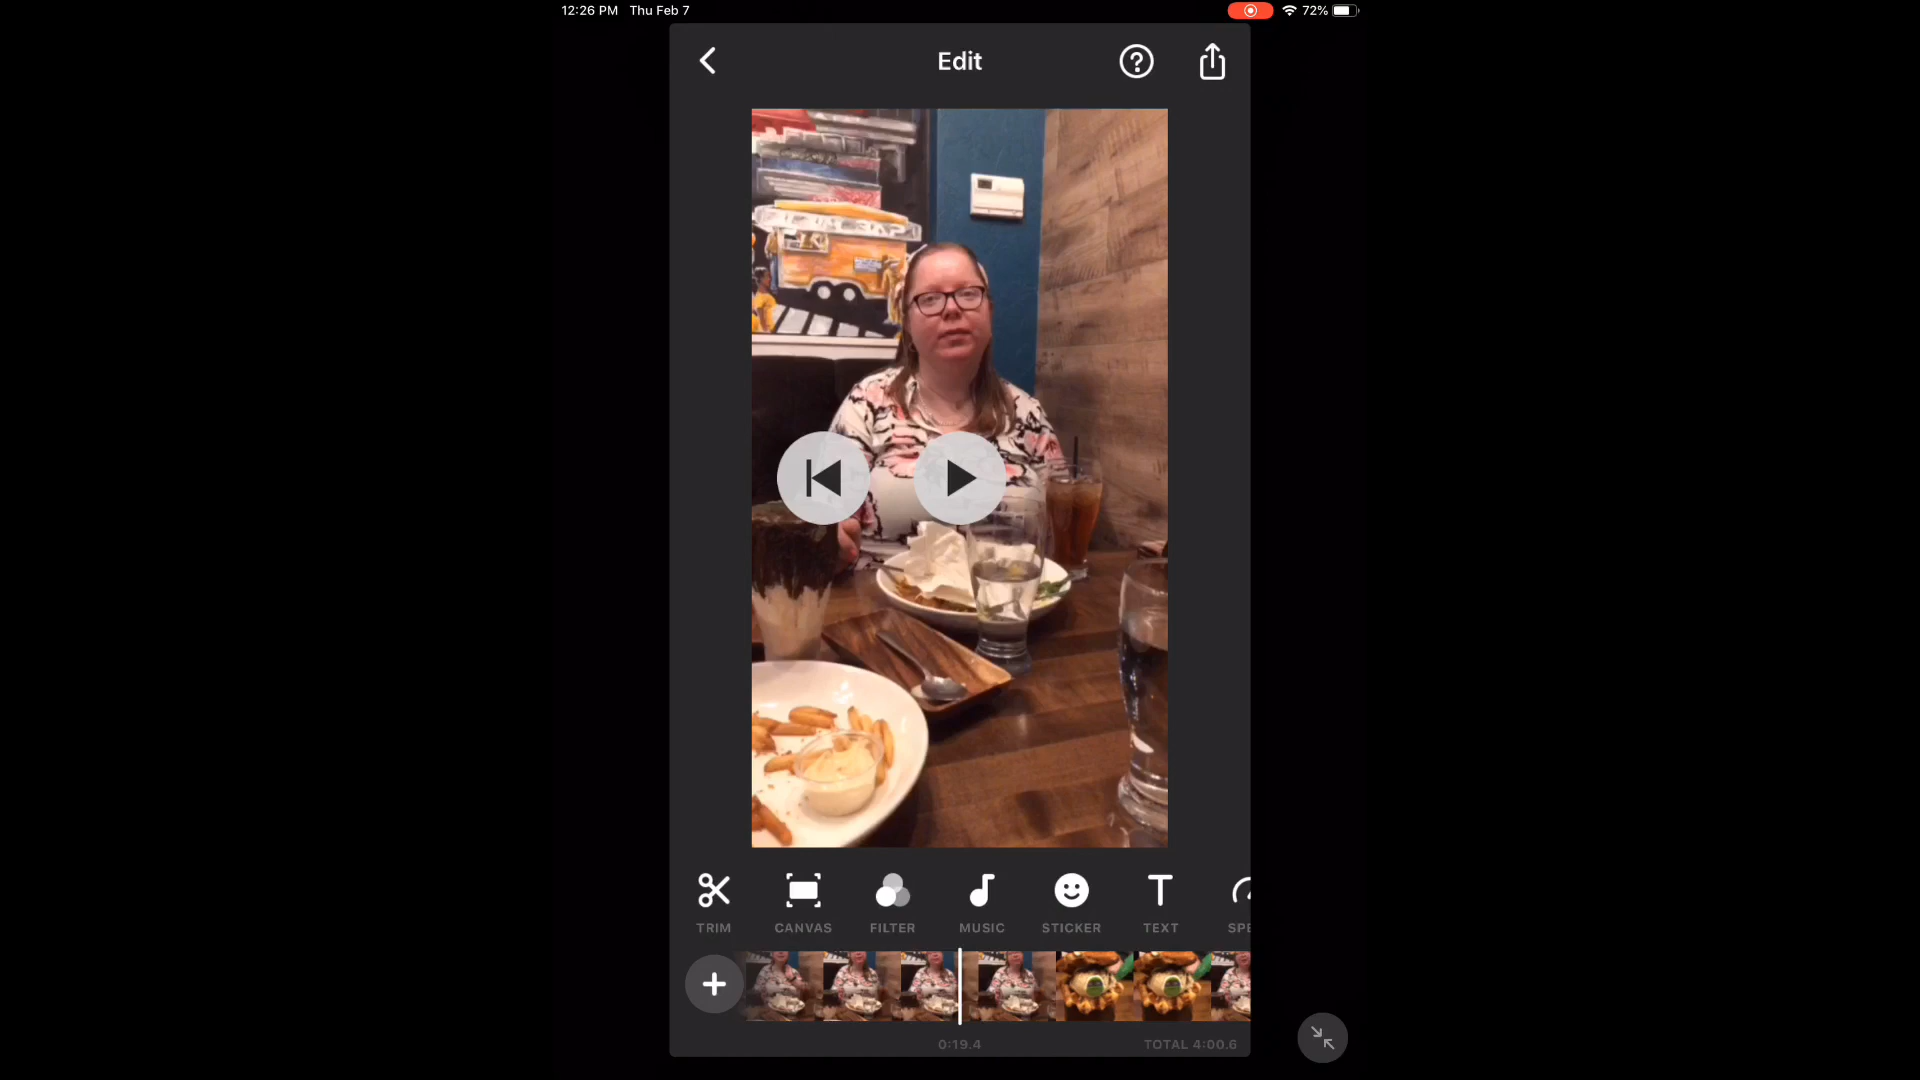 12:26 PM Thu Feb 7
72%
Edit
TRIM CANVAS FILTER MUSIC STICKER TEXT SPE
0:19.4 TOTAL 4:00.6